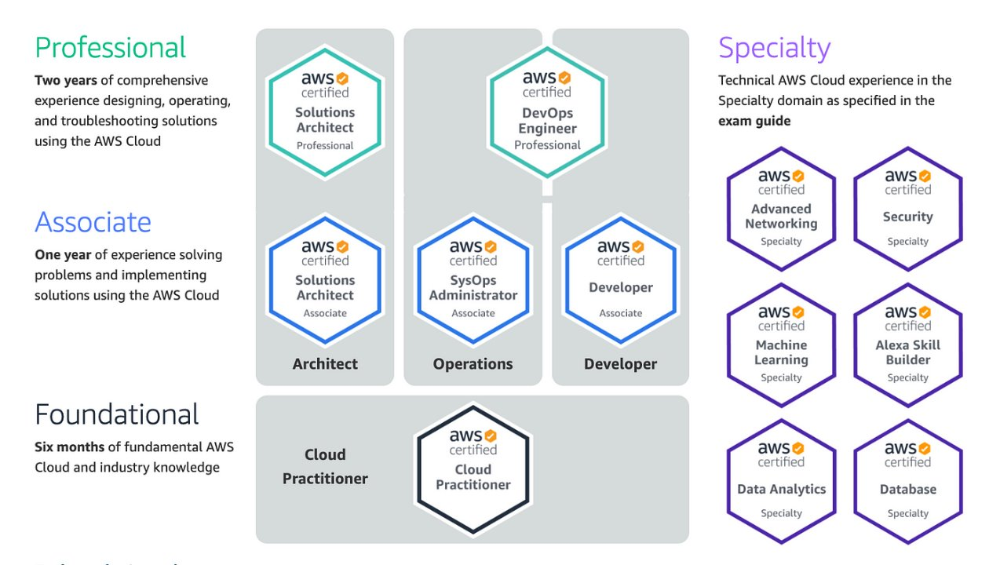 Professional
Two years of comprehensive
experience designing, operating,
and troubleshooting solutions
using the AWS Cloud
aws
certified
Solutions
Architect
Professional
aws
certified
DevOps
Engineer
Professional
Associate
One year of experience solving
problems and implementing
solutions using the AWS Cloud
aws
certified
Solutions
Architect
Associate
Architect
aws
certified
SysOps
Administrator
Associate
Operations
aws
certified
Developer
Associate
Developer
Foundational
Six months of fundamental AWS
Cloud and industry knowledge
Cloud
Practitioner
aws
certified
Cloud
Practitioner
Specialty
Technical AWS Cloud experience in the
Specialty domain as specified in the
exam guide
aws
certified
Advanced
Networking
Specialty
aws
certified
Security
Specialty
aws
certified
Machine
Learning
Specialty
aws
certified
Alexa Skill
Builder
Specialty
aws
certified
Data Analytics
Specialty
aws
certified
Database
Specialty